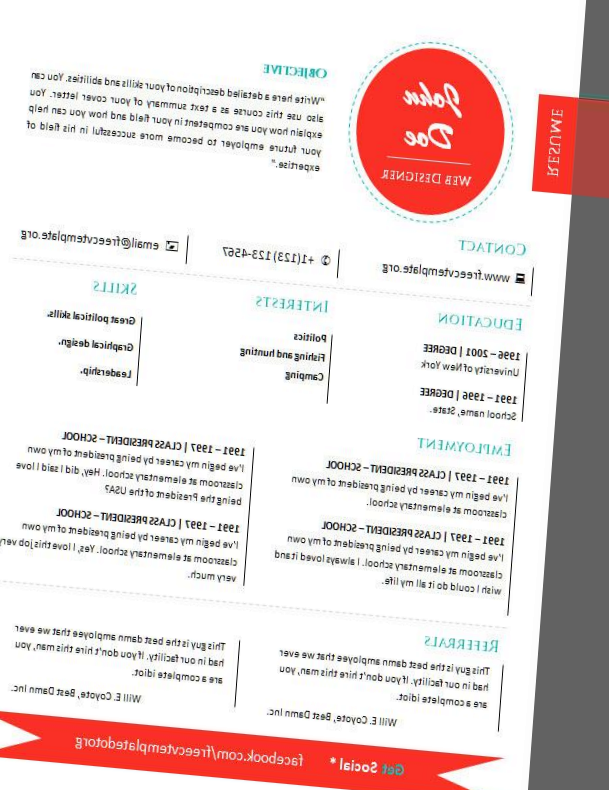 RESUME
John
Doe
WEB DESIGNER
OBJECTIVE
"Write here a detailed description of your skills and abilities. You can
also use this course as a text summary of your cover letter. You
explain how you are competent in your field and how you can help
your future employer to become more successful in his field of
expertise."
CONTACT
www.freecvtemplate.org
+1(123) 123-4567
email@freecvtemplate.org
EDUCATION
1996 – 2001 | DEGREE
University of New York
1991 – 1996 | DEGREE
School name, State.
INTERESTS
Politics
Fishing and hunting
Camping
SKILLS
Great political skills.
Graphical design.
Leadership.
EMPLOYMENT
1991 – 1997 | CLASS PRESIDENT – SCHOOL
I've begin my career by being president of my own
classroom at elementary school.
1991 – 1997 | CLASS PRESIDENT – SCHOOL
I've begin my career by being president of my own
classroom at elementary school. I always loved it and
wish I could do it all my life.
1991 – 1997 | CLASS PRESIDENT – SCHOOL
I've begin my career by being president of my own
classroom at elementary school. Hey, did I said I love
being the President of the USA?
1991 – 1997 | CLASS PRESIDENT – SCHOOL
I've begin my career by being president of my own
classroom at elementary school. Yes, I love this job very
very much.
REFERRALS
This guy is the best damn employee that we ever
had in our facility. If you don't hire this man, you
are a complete idiot.
Will E. Coyote, Best Damn Inc.
This guy is the best damn employee that we ever
had in our facility. If you don't hire this man, you
are a complete idiot.
Will E. Coyote, Best Damn Inc.
Get Social * facebook.com/freecvtemplatedotorg